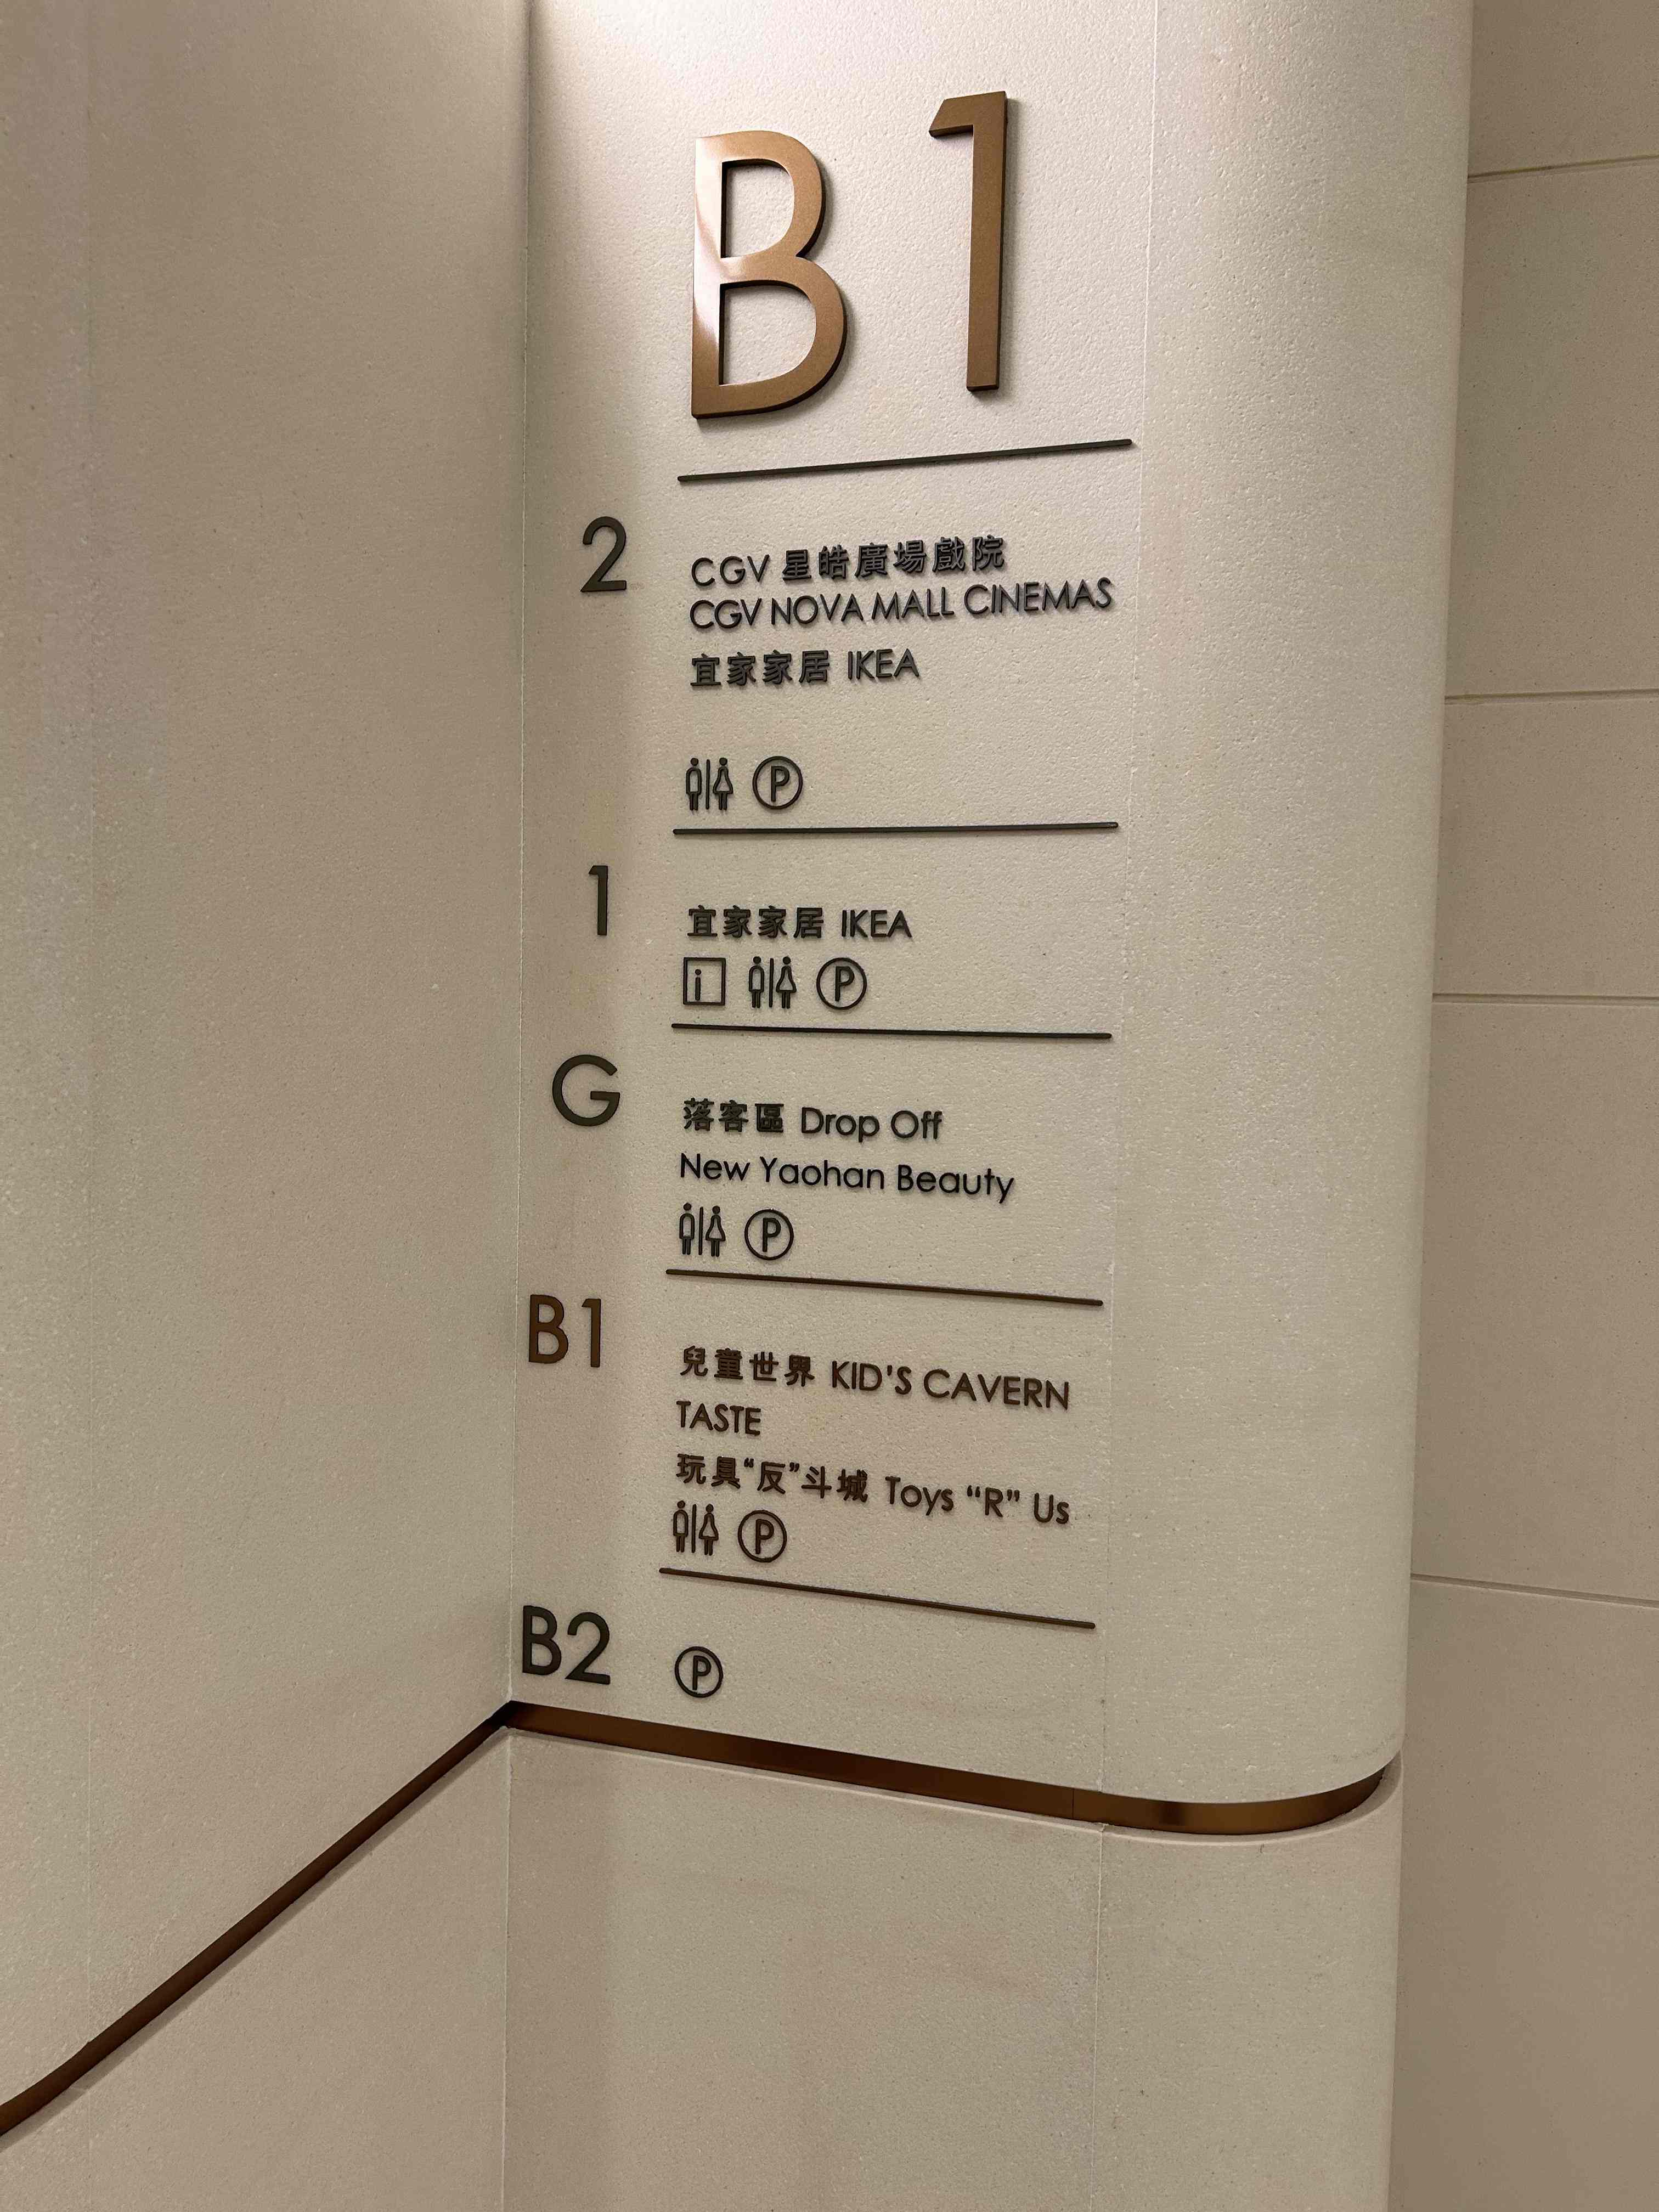 B1
2
CGV 星皓廣場戲院
CGV NOVA MALL CINEMAS
宜家家居 IKEA
P
1
宜家家居 IKEA
i P
G
落客區 Drop Off
New Yaohan Beauty
P
B1
兒童世界 KID'S CAVERN
TASTE
玩具“反”斗城 Toys “R” Us
P
B2
P